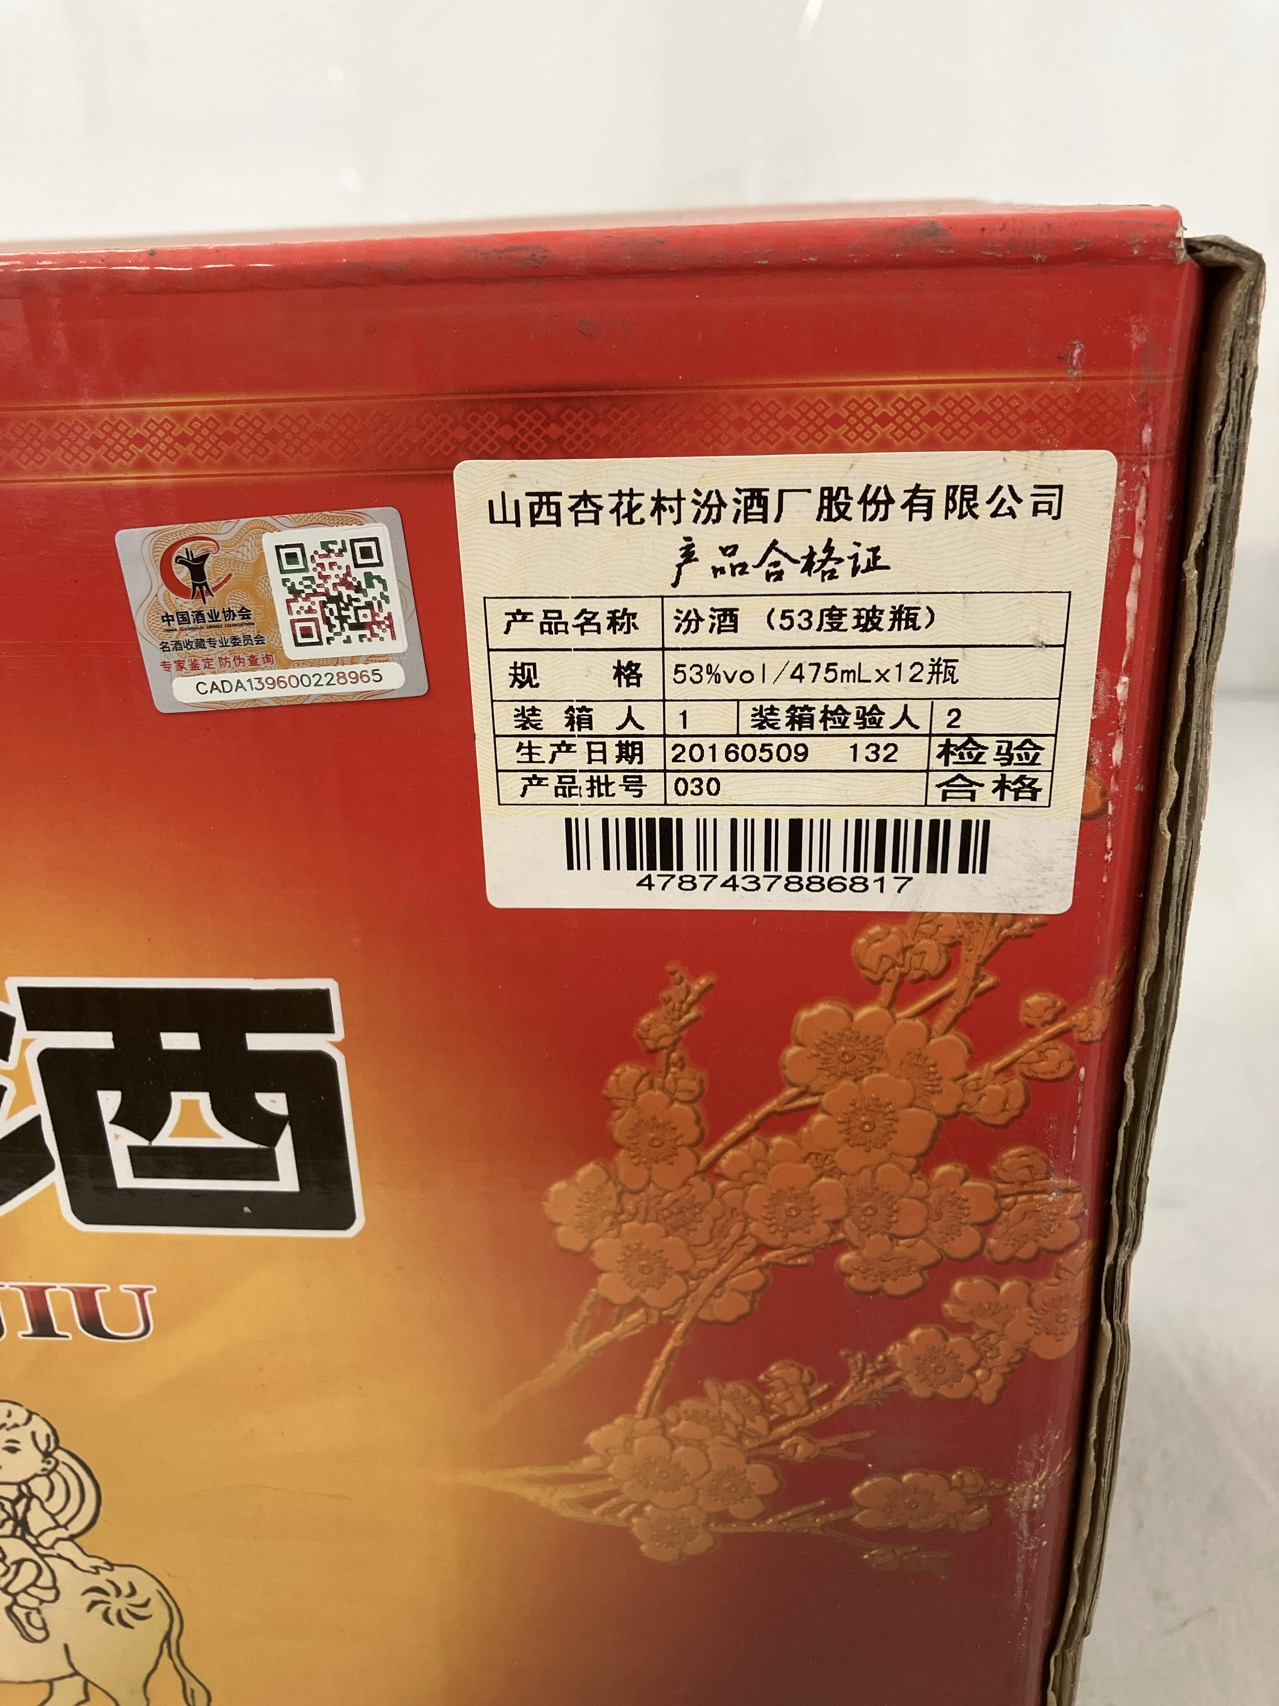 山西杏花村汾酒厂股份有限公司
产品合格证
产品名称 汾酒（53度玻瓶）
规 格 53%vol/475mLx12瓶
装箱人 1 装箱检验人 2
生产日期 20160509 132 检验
产品批号 030 合格
4787437886817
中国酒业协会
名酒收藏专业委员会
专家鉴定 防伪查询
CADA139600228965
酒
JIU